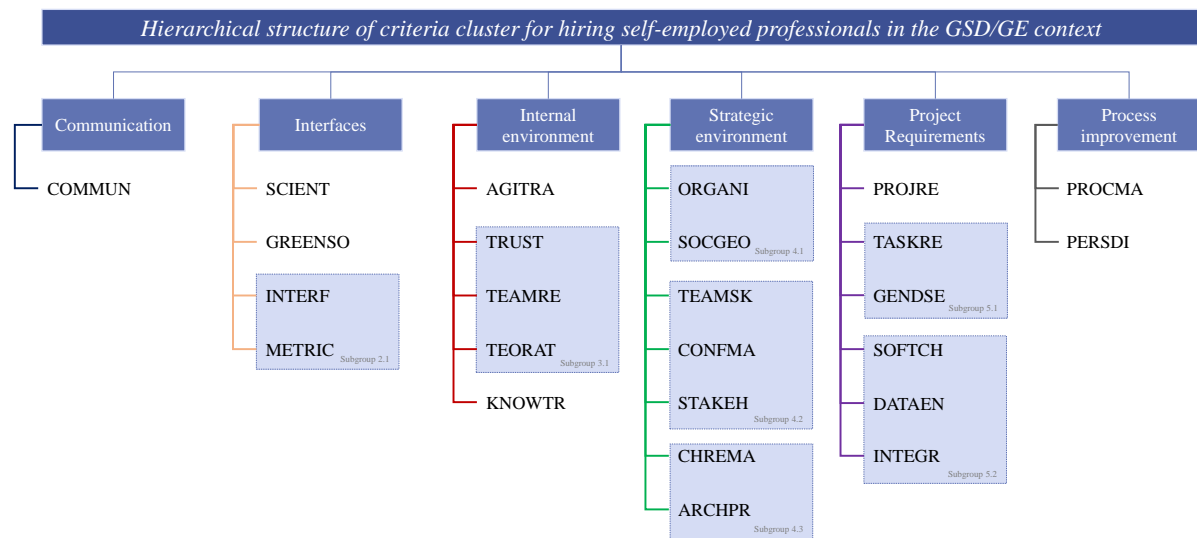 Hierarchical structure of criteria cluster for hiring self-employed professionals in the GSD/GE context
Communication
COMMUN
Interfaces
SCIENT
GREENSO
INTERF
METRIC
Subgroup 2.1
Internal
environment
AGITRA
TRUST
TEAMRE
TEORAT
Subgroup 3.1
KNOWTR
Strategic
environment
ORGANI
SOCGEO
Subgroup 4.1
TEAMSK
CONFMA
STAKEH
Subgroup 4.2
CHREMA
ARCHPR
Subgroup 4.3
Project
Requirements
PROJRE
TASKRE
GENDSE
Subgroup 5.1
SOFTCH
DATAEN
INTEGR
Subgroup 5.2
Process
improvement
PROCMA
PERSDI